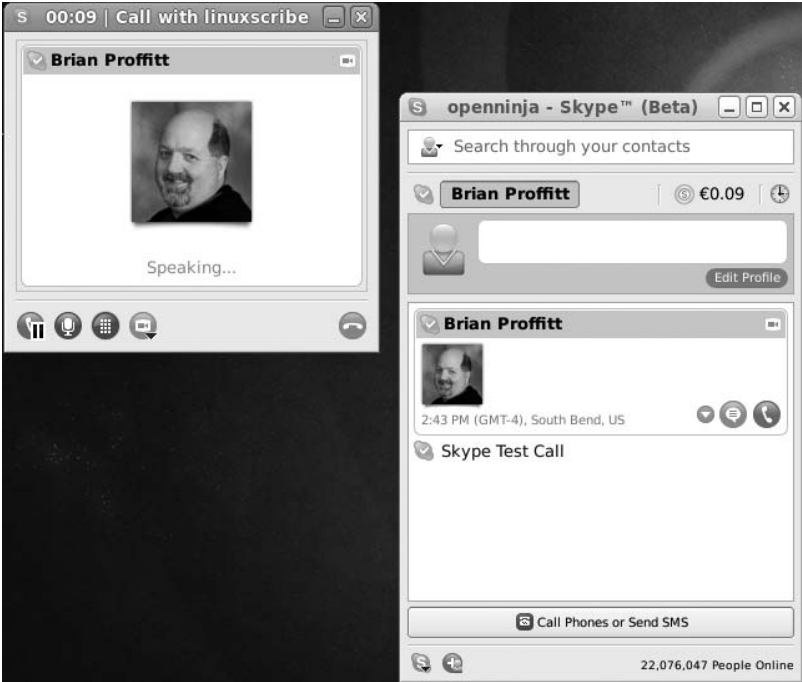 00:09 | Call with linuxscribe
Brian Proffitt
Speaking...
openninja - Skype™ (Beta)
Search through your contacts
Brian Proffitt
€0.09
Edit Profile
Brian Proffitt
2:43 PM (GMT-4), South Bend, US
Skype Test Call
Call Phones or Send SMS
22,076,047 People Online